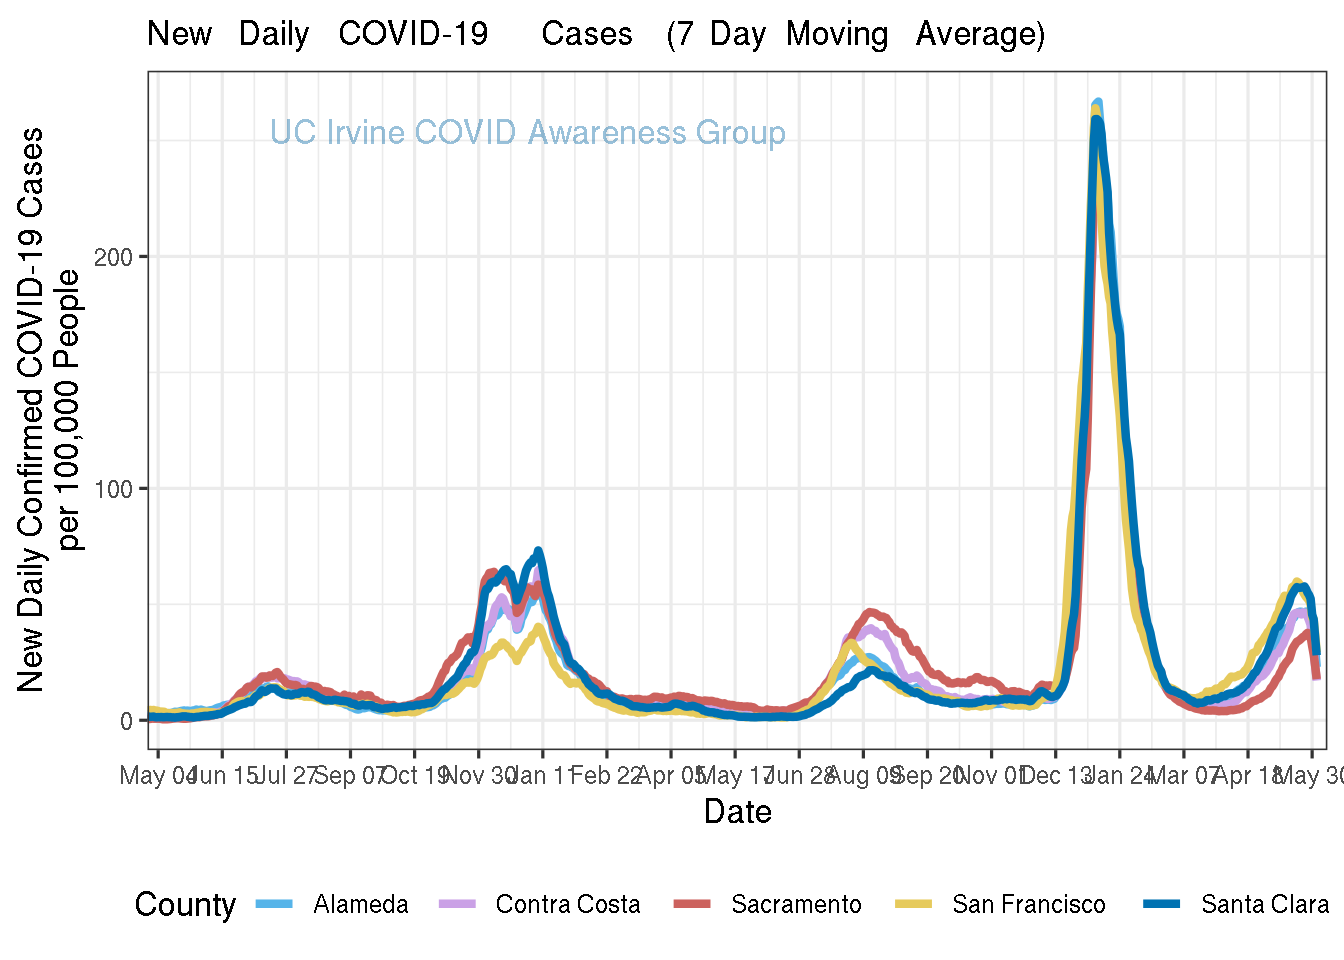 New Daily COVID-19 Cases (7 Day Moving Average)
UC Irvine COVID Awareness Group
New Daily Confirmed COVID-19 Cases
per 100,000 People
200
100
0
May 04 Jun 15 Jul 27 Sep 07 Oct 19 Nov 30 Jan 11 Feb 22 Apr 05 May 17 Jun 28 Aug 09 Sep 20 Nov 01 Dec 13 Jan 24 Mar 07 Apr 18 May 30
Date
County Alameda Contra Costa Sacramento San Francisco Santa Clara